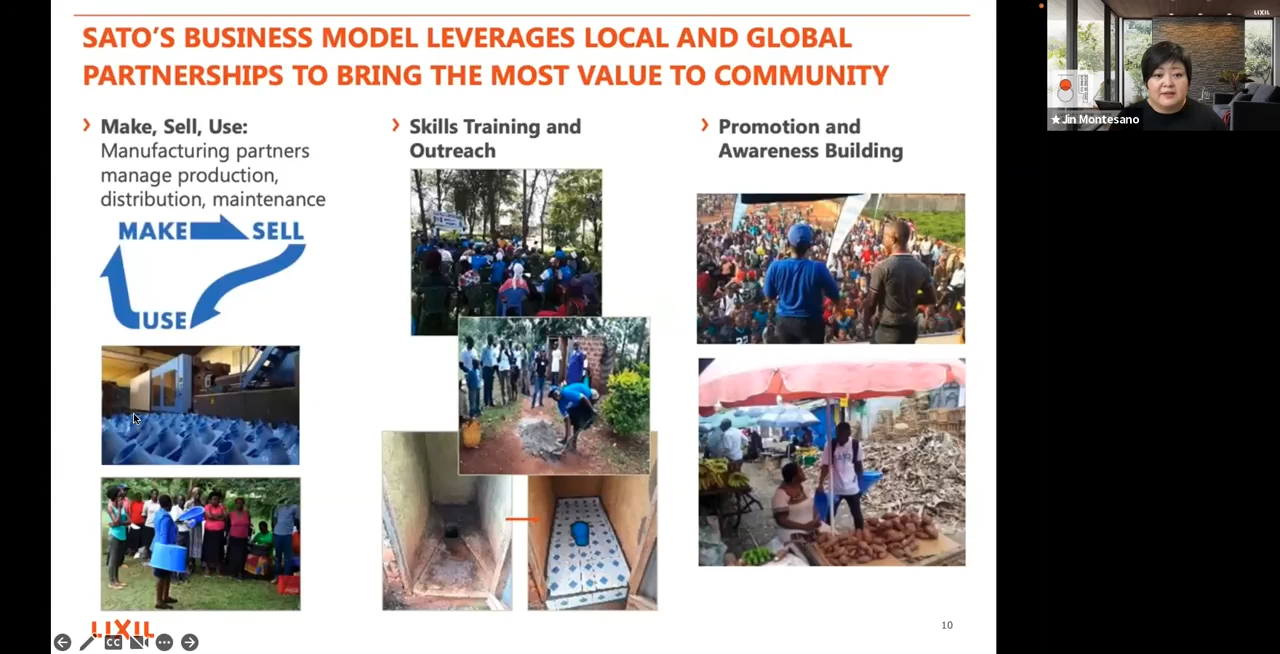 SATO'S BUSINESS MODEL LEVERAGES LOCAL AND GLOBAL
PARTNERSHIPS TO BRING THE MOST VALUE TO COMMUNITY
Make, Sell, Use:
Manufacturing partners
manage production,
distribution, maintenance
MAKE SELL
USE
Skills Training and
Outreach
Promotion and
Awareness Building
LIXIL
CC
10
LIXIL
Jin Montesano